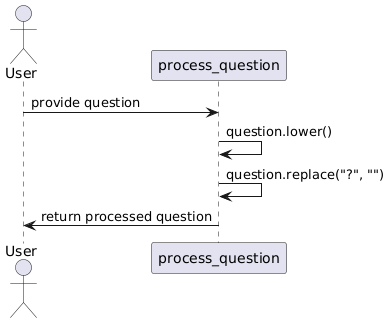 User
process_question
provide question
question.lower()
question.replace("?", "")
return processed question
User
process_question